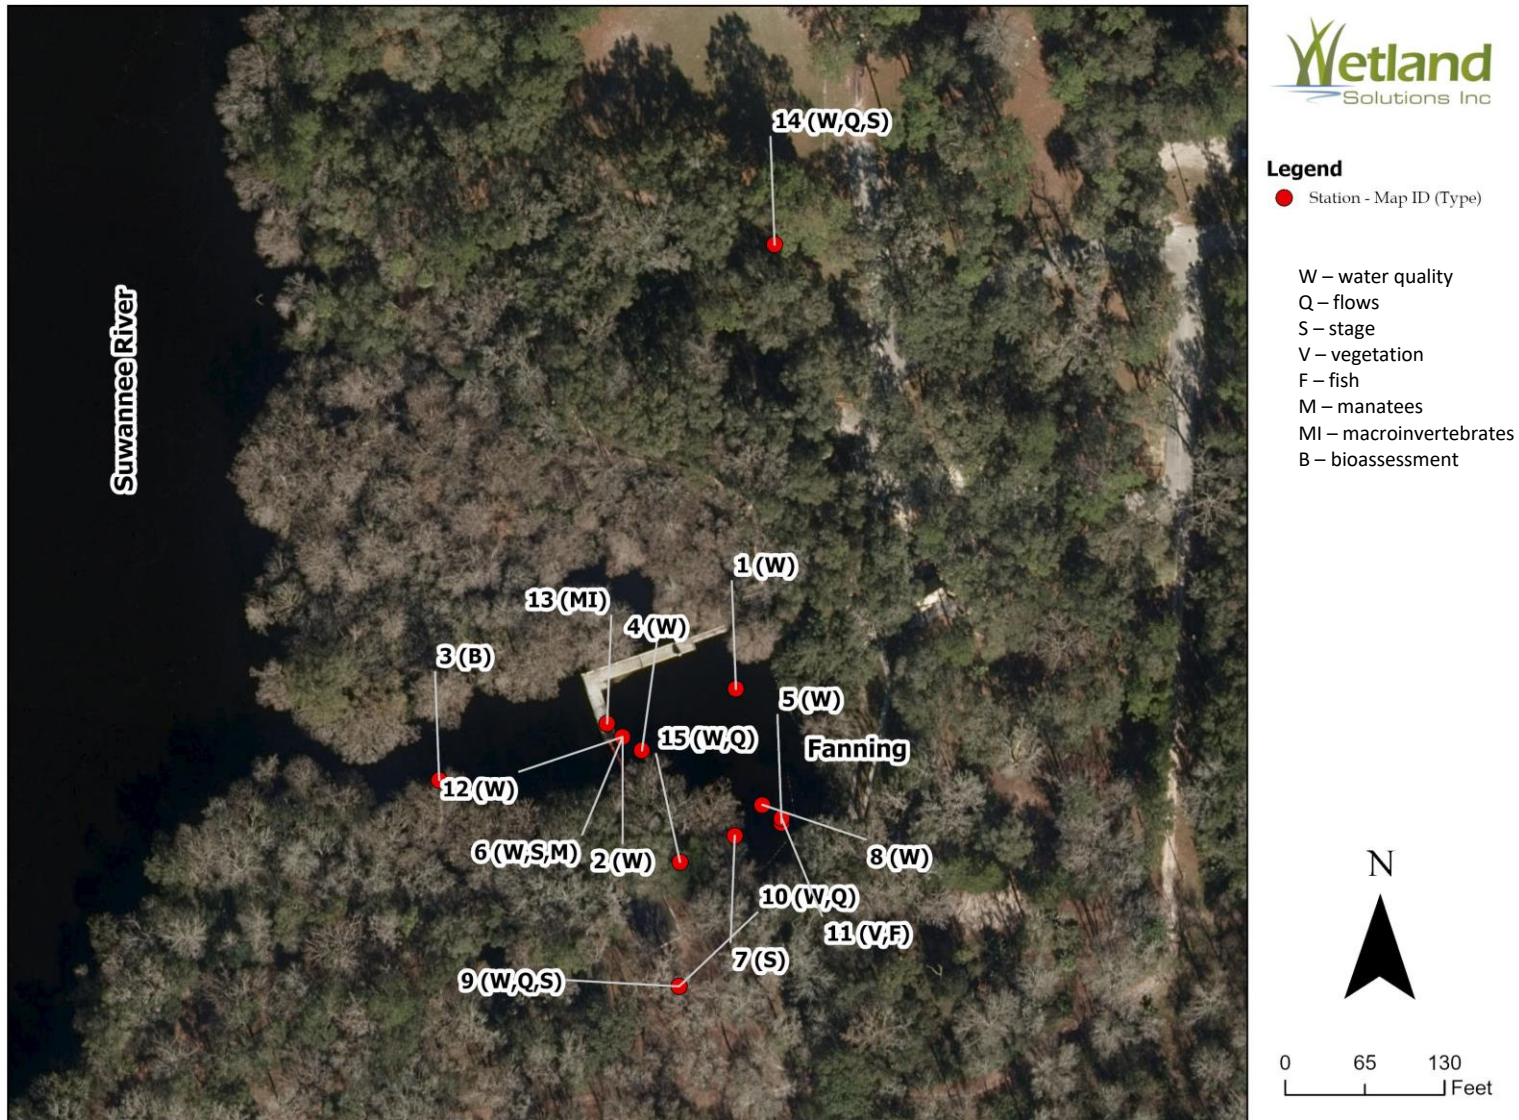 Wetland
Solutions Inc
Legend
Station - Map ID (Type)
W – water quality
Q – flows
S – stage
V – vegetation
F – fish
M – manatees
MI – macroinvertebrates
B – bioassessment
Suwannee River
14 (W,Q,S)
1 (W)
13 (MI)
4 (W)
3 (B)
5 (W)
15 (W,Q)
Fanning
12 (W)
6 (W,S,M)
2 (W)
8 (W)
10 (W,Q)
11 (V,F)
7 (S)
9 (W,Q,S)
N
0 65 130
Feet